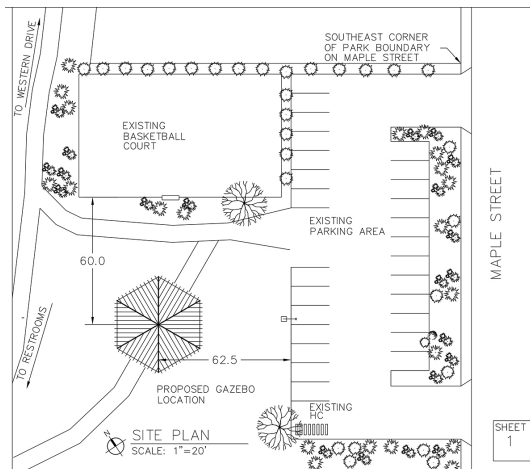 SOUTHEAST CORNER
OF PARK BOUNDARY
ON MAPLE STREET
TO WESTERN DRIVE
EXISTING
BASKETBALL
COURT
EXISTING
PARKING AREA
MAPLE STREET
60.0
62.5
TO RESTROOMS
PROPOSED GAZEBO
LOCATION
EXISTING
HC
N
SITE PLAN
SCALE: 1"=20'
SHEET
1